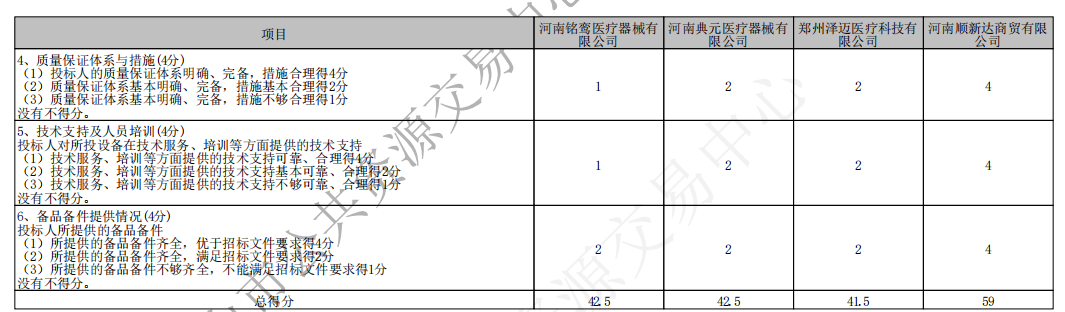 项目
河南铭鸾医疗器械有
限公司
河南典元医疗器械有
限公司
郑州泽迈医疗科技有
限公司
河南顺新达商贸有限
公司
4、质量保证体系与措施(4分)
(1)投标人的质量保证体系明确、完备，措施合理得4分
(2)质量保证体系基本明确、完备，措施基本合理得2分
(3)质量保证体系基本明确、完备，措施不够合理得1分
没有不得分。
1
2
2
4
5、技术支持及人员培训(4分)
投标人对所投设备在技术服务、培训等方面提供的技术支持
(1)技术服务、培训等方面提供的技术支持可靠、合理得4分
(2)技术服务、培训等方面提供的技术支持基本可靠、合理得2分
(3)技术服务、培训等方面提供的技术支持不够可靠、合理得1分
没有不得分。
1
2
2
4
6、备品备件提供情况(4分)
投标人所提供的备品备件
(1)所提供的备品备件齐全，优于招标文件要求得4分
(2)所提供的备品备件齐全，满足招标文件要求得2分
(3)所提供的备品备件不够齐全，不能满足招标文件要求得1分
没有不得分。
2
2
2
4
总得分
42.5
42.5
41.5
59
市公共资源交易中心
资源交易中心